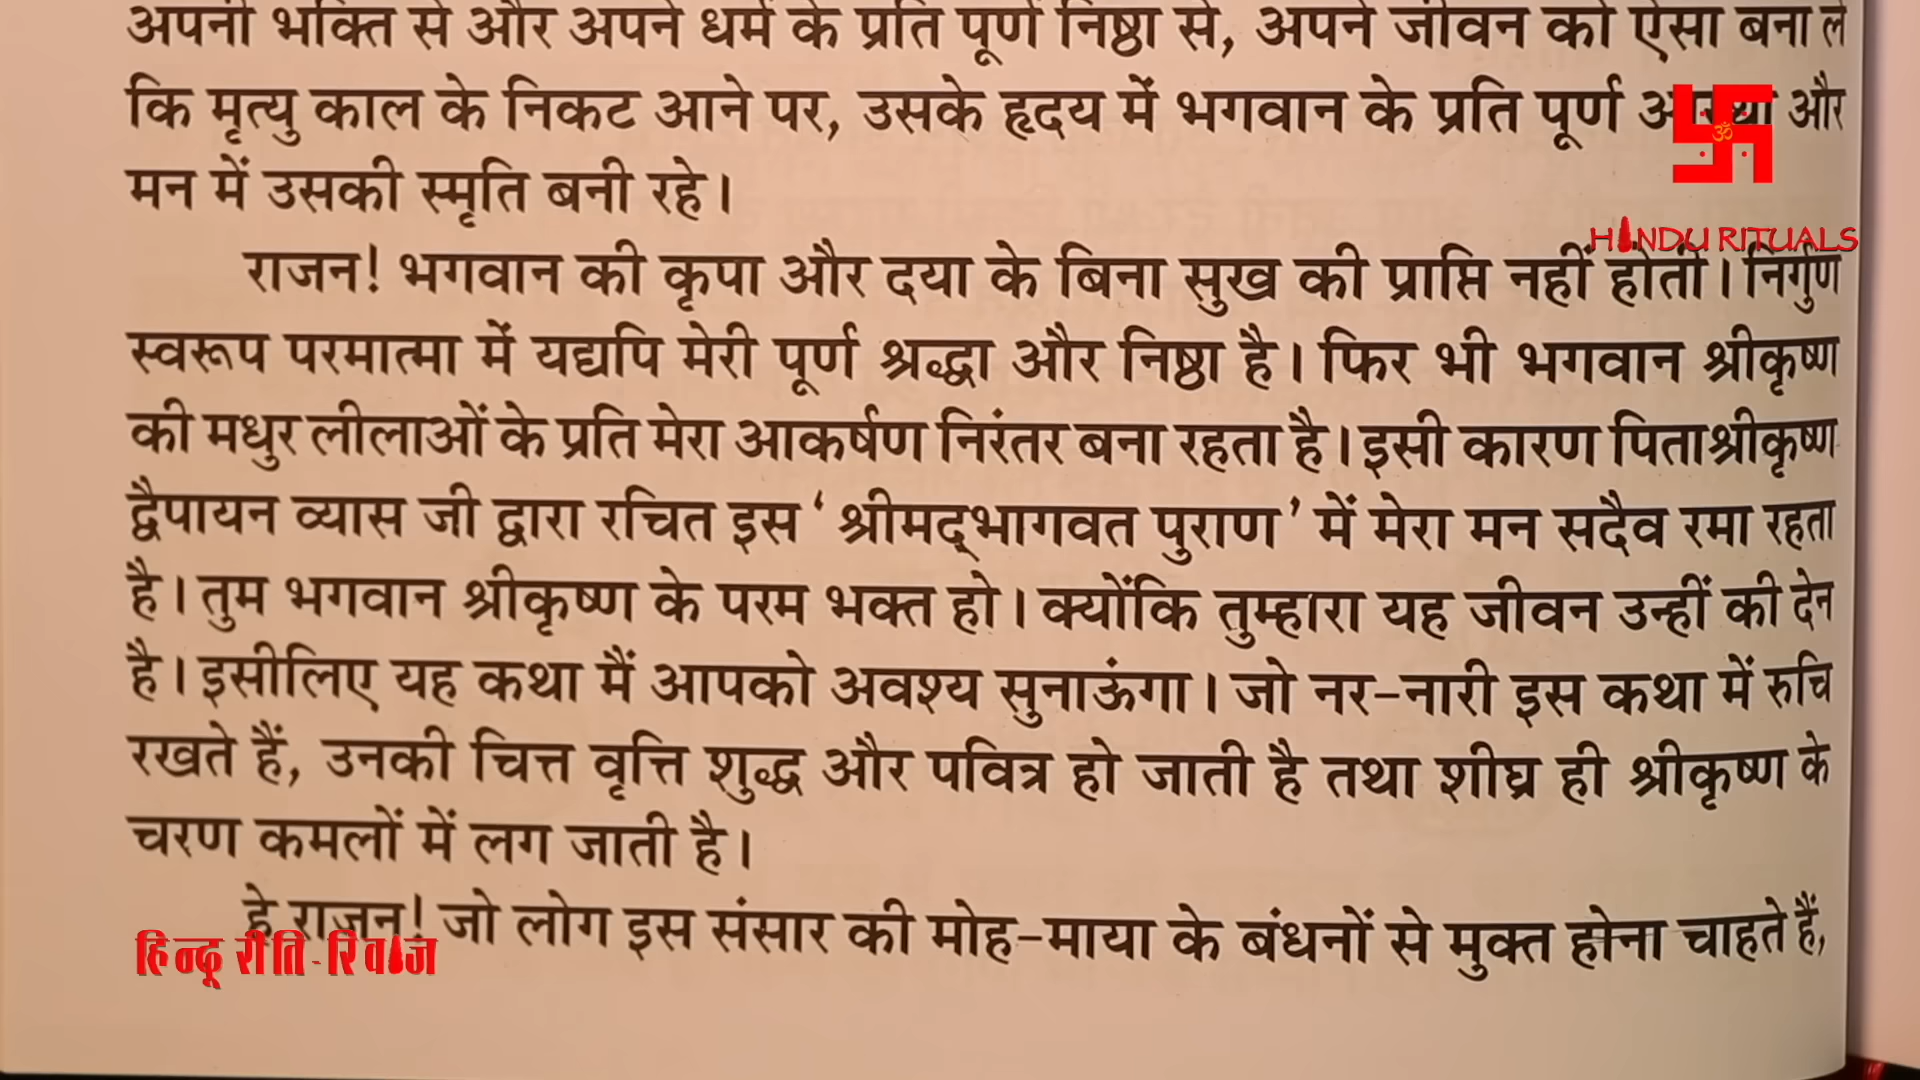 अपनी भक्ति से और अपने धर्म के प्रति पूर्ण निष्ठा से, अपने जीवन को ऐसा बना ले
कि मृत्यु काल के निकट आने पर, उसके हृदय में भगवान के प्रति पूर्ण और
मन में उसकी स्मृति बनी रहे।
HINDU RITUALS
राजन! भगवान की कृपा और दया के बिना सुख की प्राप्ति नहीं होती। निर्गुण
स्वरूप परमात्मा में यद्यपि मेरी पूर्ण श्रद्धा और निष्ठा है। फिर भी भगवान श्रीकृष्ण
की मधुर लीलाओं के प्रति मेरा आकर्षण निरंतर बना रहता है। इसी कारण पिताश्रीकृष्ण
द्वैपायन व्यास जी द्वारा रचित इस ‘श्रीमद्‌भागवत पुराण’ में मेरा मन सदैव रमा रहता
है। तुम भगवान श्रीकृष्ण के परम भक्त हो। क्योंकि तुम्हारा यह जीवन उन्हीं की देन
है। इसीलिए यह कथा मैं आपको अवश्य सुनाऊंगा। जो नर-नारी इस कथा में रुचि
रखते हैं, उनकी चित्त वृत्ति शुद्ध और पवित्र हो जाती है तथा शीघ्र ही श्रीकृष्ण के
चरण कमलों में लग जाती है।
हे राजन! जो लोग इस संसार की मोह-माया के बंधनों से मुक्त होना चाहते हैं,
हिन्दू रीति-रिवाज